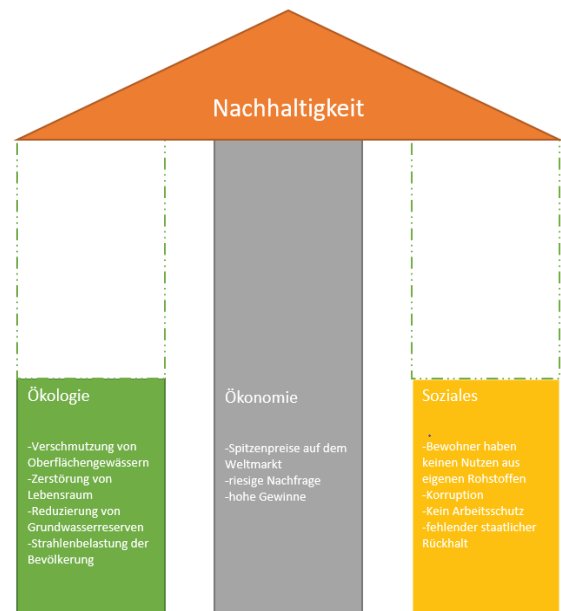 Nachhaltigkeit
Ökologie
-Verschmutzung von
Oberflächengewässern
-Zerstörung von
Lebensraum
-Reduzierung von
Grundwasserreserven
-Strahlenbelastung der
Bevölkerung
Ökonomie
-Spitzenpreise auf dem
Weltmarkt
-riesige Nachfrage
-hohe Gewinne
Soziales
.
-Bewohner haben
keinen Nutzen aus
eigenen Rohstoffen
-Korruption
-Kein Arbeitsschutz
-fehlender staatlicher
Rückhalt